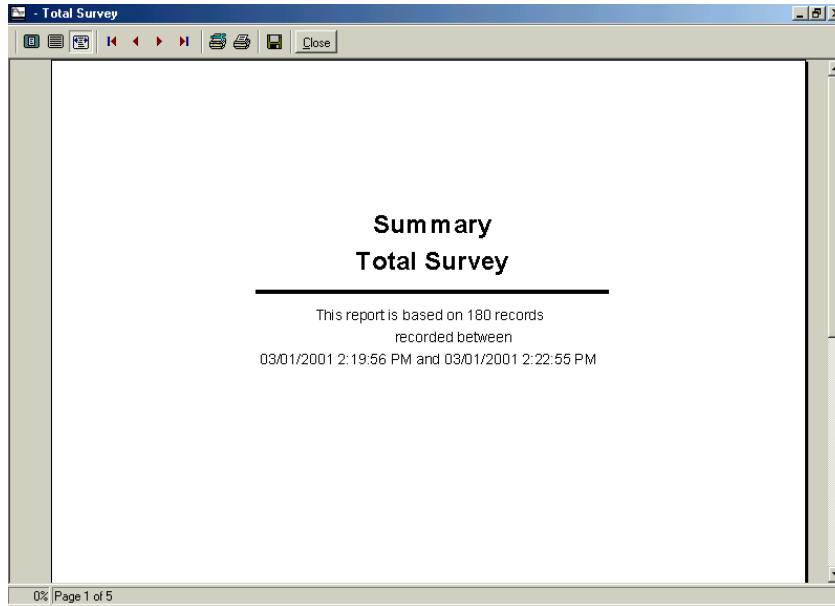 - Total Survey
Close
Summary
Total Survey
This report is based on 180 records
recorded between
03/01/2001 2:19:56 PM and 03/01/2001 2:22:55 PM
0% Page 1 of 5